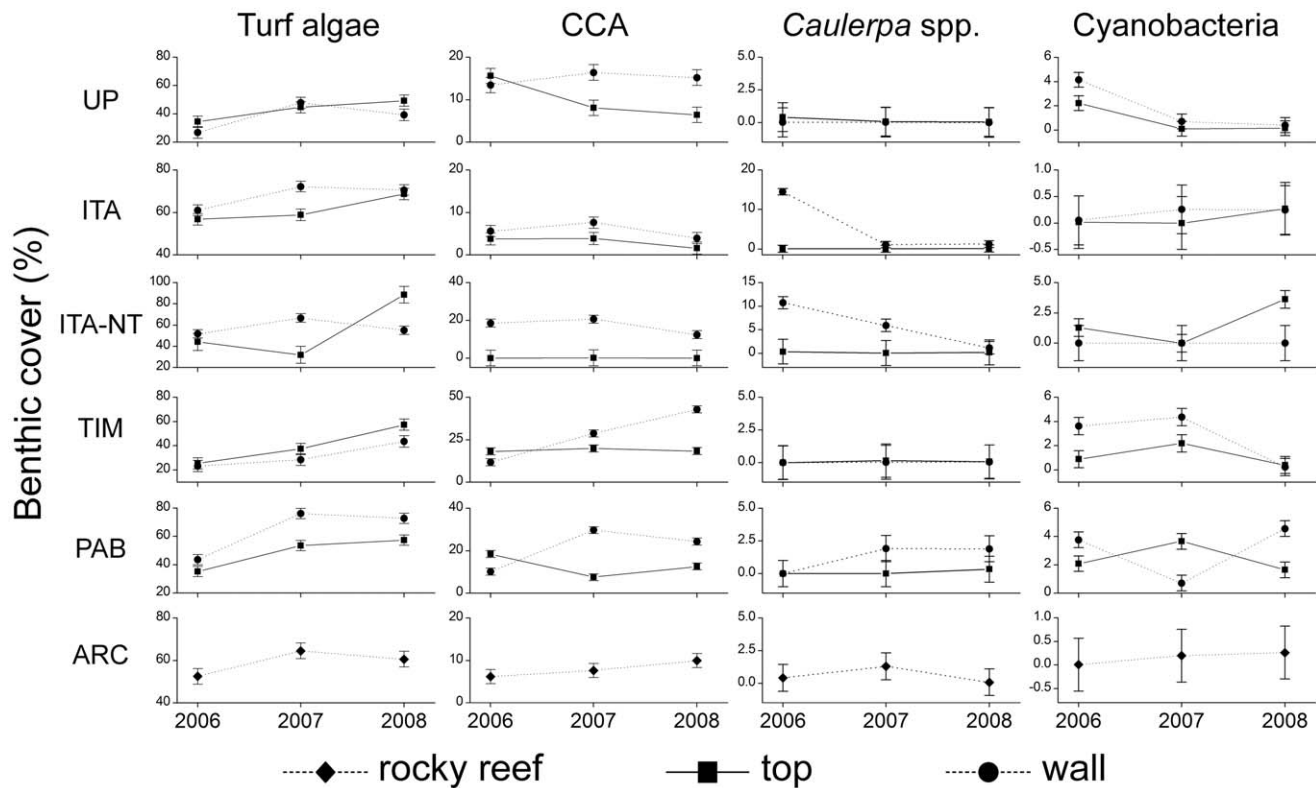 Turf algae CCA Caulerpa spp. Cyanobacteria
Benthic cover (%)
UP
80 60 40 20
20 10 0
5.0 2.5 0.0
6 4 2 0
ITA
80 60 40
20 10 0
20 10 0
1.0 0.5 0.0 -0.5
ITA-NT
100 80 60 40 20
40 20 0
15 10 5 0
5.0 2.5 0.0
TIM
80 60 40 20
50 25 0
5.0 2.5 0.0
6 4 2 0
PAB
80 60 40 20
40 20 0
5.0 2.5 0.0
6 4 2 0
ARC
80 60 40
20 10 0
5.0 2.5 0.0
1.0 0.5 0.0 -0.5
2006 2007 2008 2006 2007 2008 2006 2007 2008 2006 2007 2008
rocky reef top wall